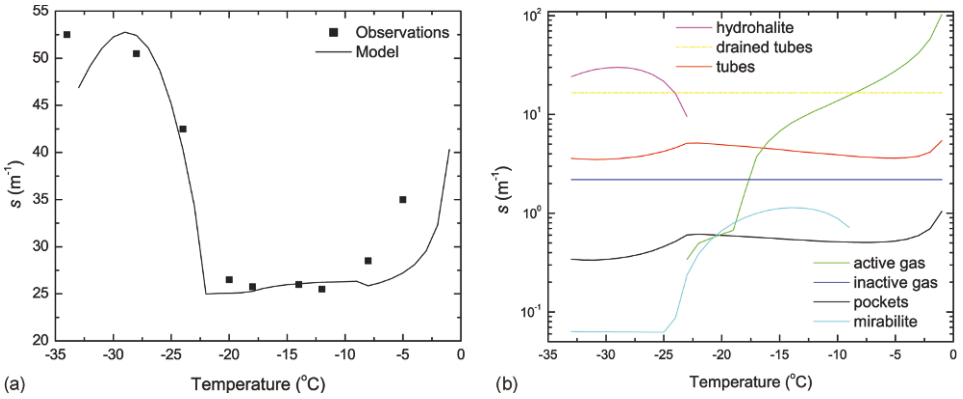 Observations
Model
55
50
45
40
35
30
25
20
s (m⁻¹)
-35 -30 -25 -20 -15 -10 -5 0
Temperature (°C)
(a)
hydrohalite
drained tubes
tubes
10²
10¹
10⁰
10⁻¹
s (m⁻¹)
active gas
inactive gas
pockets
mirabilite
-35 -30 -25 -20 -15 -10 -5 0
Temperature (°C)
(b)